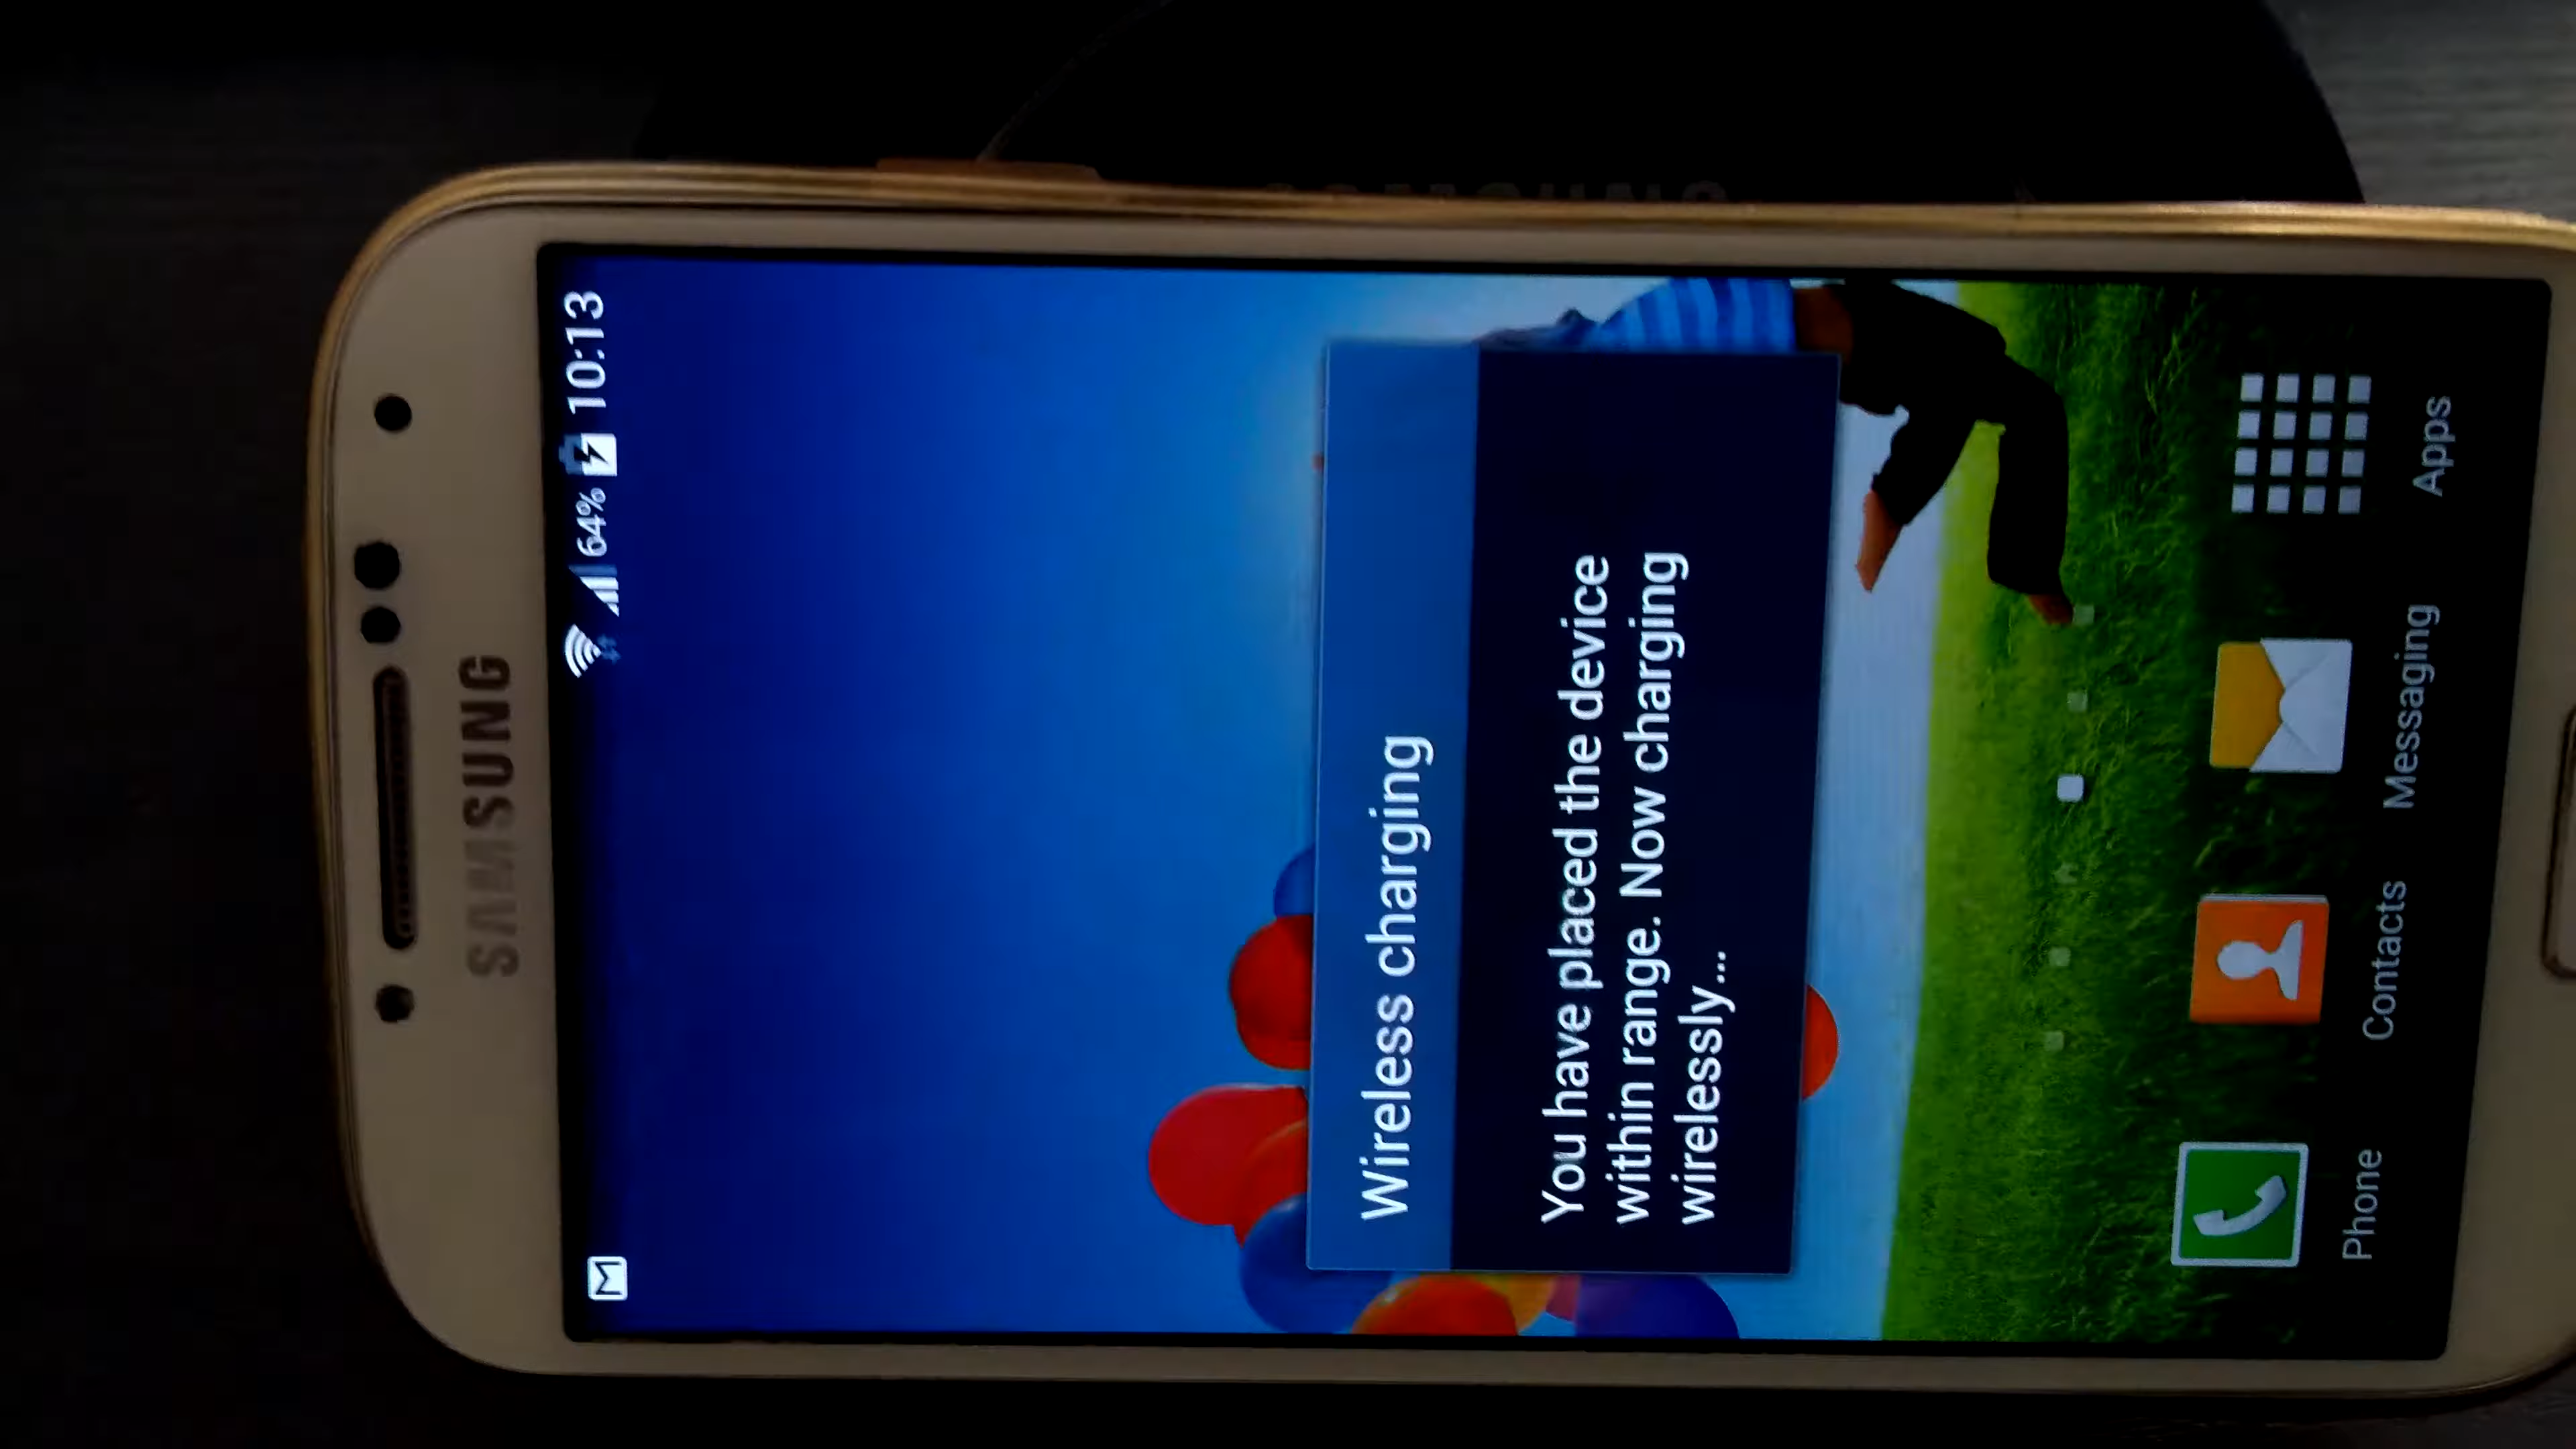 SAMSUNG
64% 10:13
SAMSUNG
Wireless charging
You have placed the device
within range. Now charging
wirelessly...
Phone Contacts Messaging Apps